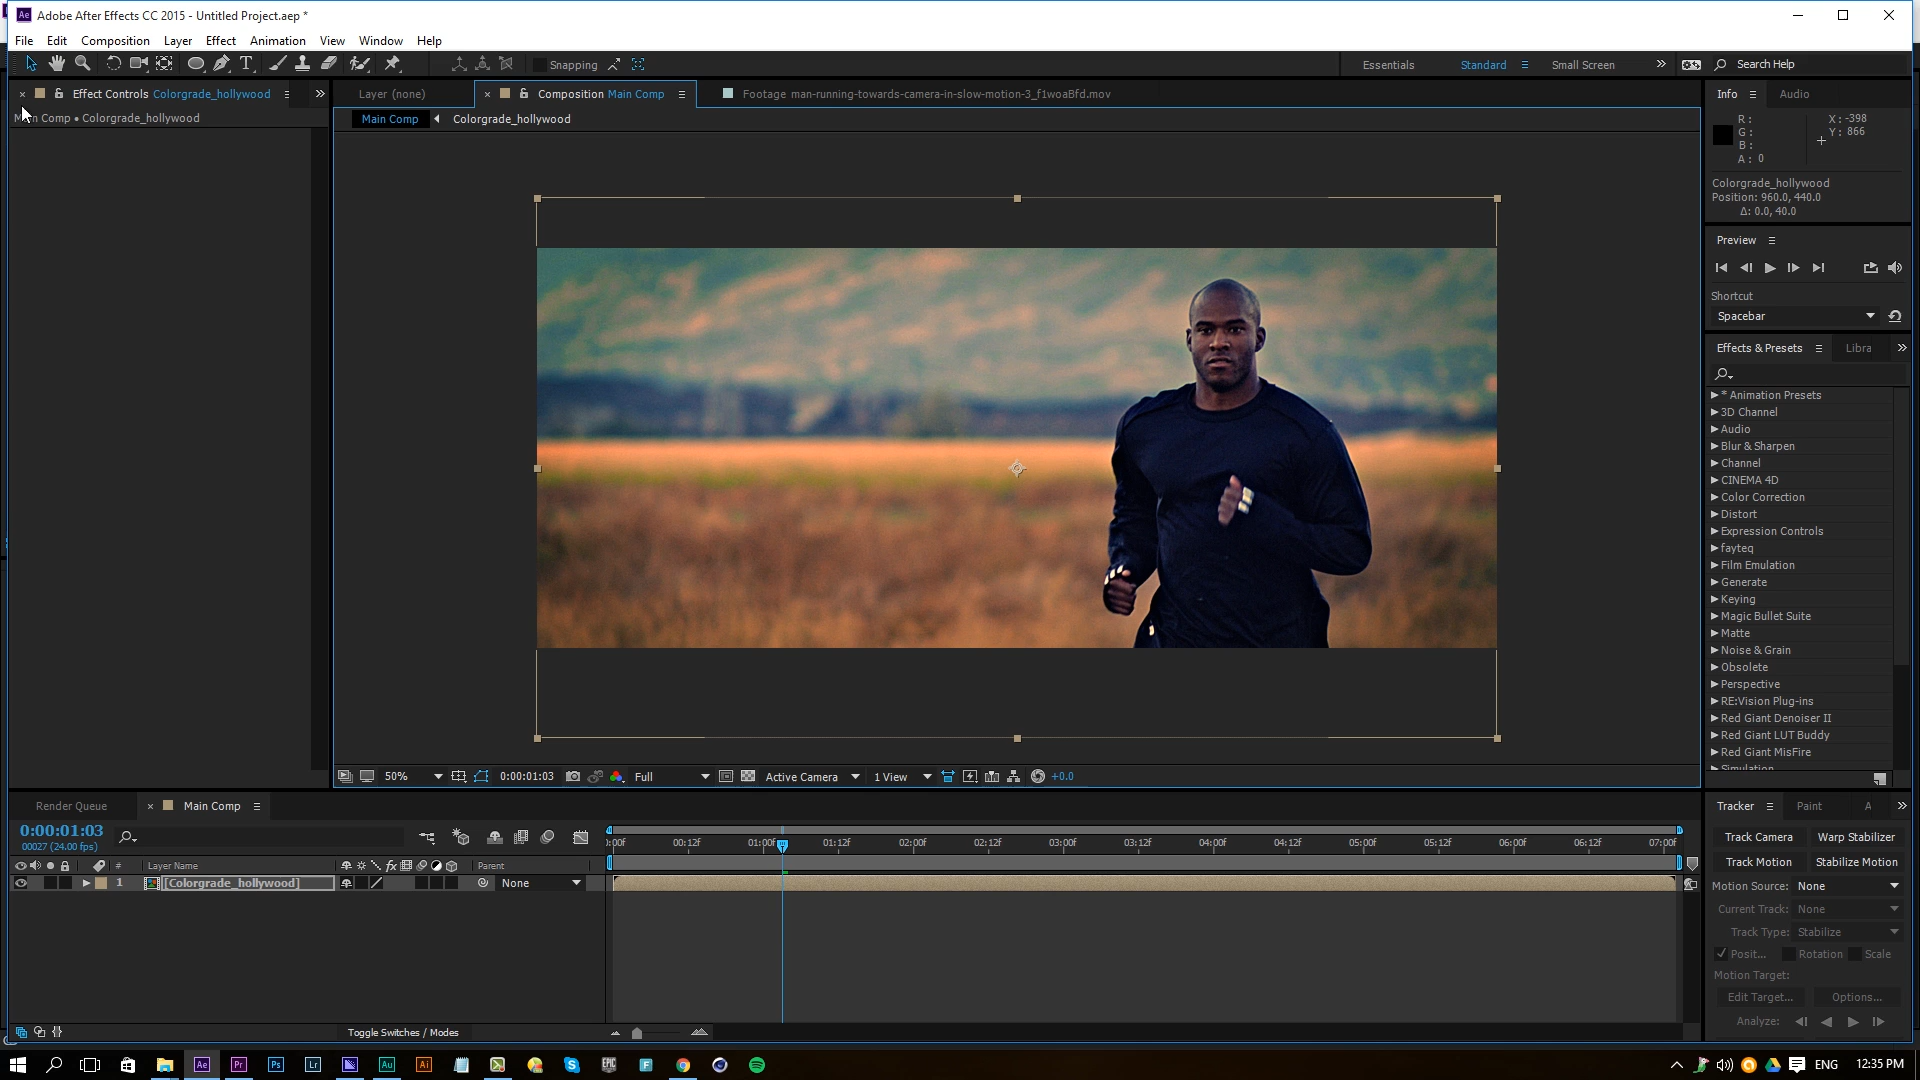 Ae Adobe After Effects CC 2015 - Untitled Project.aep *
File Edit Composition Layer Effect Animation View Window Help
Snapping
Essentials Standard Small Screen Search Help
Effect Controls Colorgrade_hollywood
Layer (none)
Composition Main Comp
Footage man-running-towards-camera-in-slow-motion-3_f1woaBfd.mov
Info Audio
Comp • Colorgrade_hollywood
Main Comp Colorgrade_hollywood
R :
G :
B :
A : 0
X : -398
Y : 866
Colorgrade_hollywood
Position: 960.0, 440.0
Δ: 0.0, 40.0
Preview
Shortcut
Spacebar
Effects & Presets Libra
* Animation Presets
3D Channel
Audio
Blur & Sharpen
Channel
CINEMA 4D
Color Correction
Distort
Expression Controls
fayteq
Film Emulation
Generate
Keying
Magic Bullet Suite
Matte
Noise & Grain
Obsolete
Perspective
RE:Vision Plug-ins
Red Giant Denoiser II
Red Giant LUT Buddy
Red Giant MisFire
50% 0:00:01:03 Full Active Camera 1 View +0.0
Render Queue Main Comp
0:00:01:03
00027 (24.00 fps)
):00f 00:12f 01:00f 01:12f 02:00f 02:12f 03:00f 03:12f 04:00f 04:12f 05:00f 05:12f 06:00f 06:12f 07:00f
# Layer Name fx Parent
1 [Colorgrade_hollywood] None
Toggle Switches / Modes
Tracker Paint A
Track Camera Warp Stabilizer
Track Motion Stabilize Motion
Motion Source: None
Current Track: None
Track Type: Stabilize
Posit... Rotation Scale
Motion Target:
Edit Target... Options...
Analyze:
Ae Pr Ps Lr Au Ai S EPIC F
ENG 12:35 PM